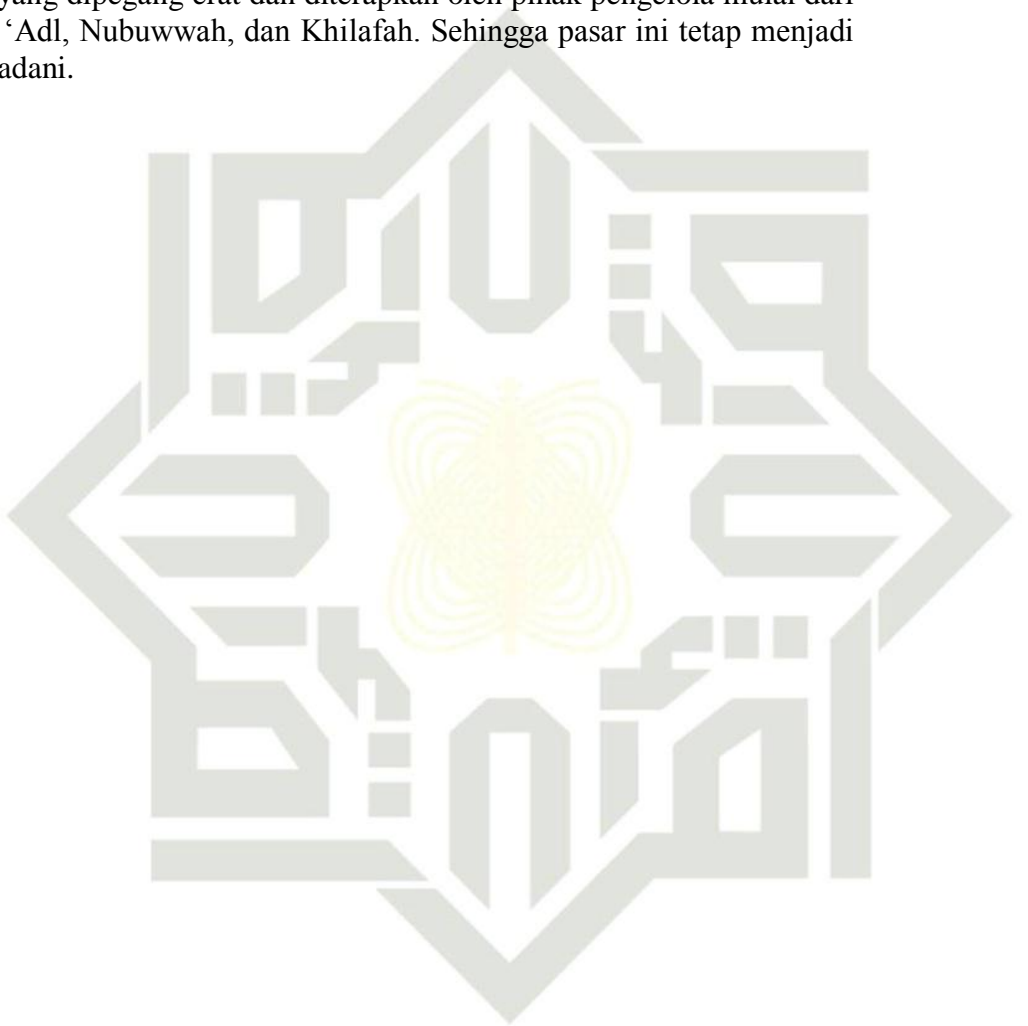 yang dipegang erat dan diterapkan oleh pihak pengelola mulai dari
‘Adl, Nubuwwah, dan Khilafah. Sehingga pasar ini tetap menjadi
adani.